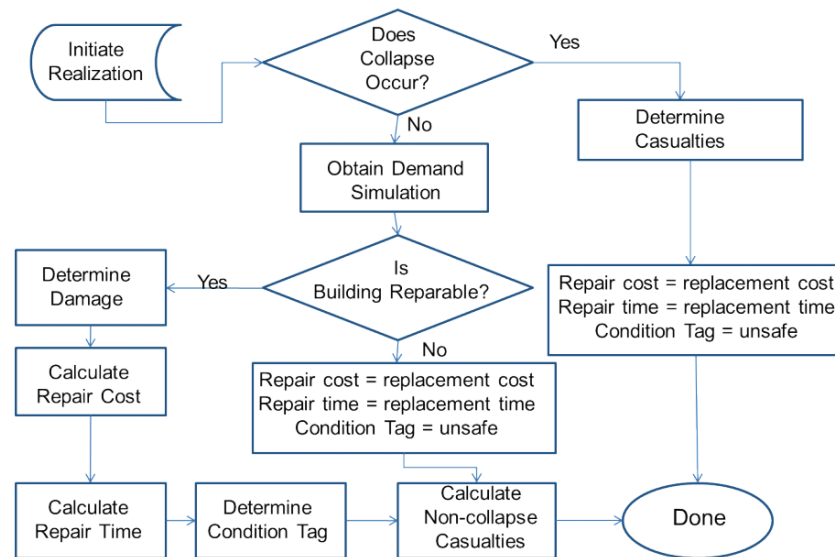 Initiate
Realization
Does
Collapse
Occur?
Yes
No
Determine
Casualties
Obtain Demand
Simulation
Determine
Damage
Yes
Is
Building Reparable?
Repair cost = replacement cost
Repair time = replacement time
Condition Tag = unsafe
No
Calculate
Repair Cost
Repair cost = replacement cost
Repair time = replacement time
Condition Tag = unsafe
Calculate
Repair Time
Determine
Condition Tag
Calculate
Non-collapse
Casualties
Done